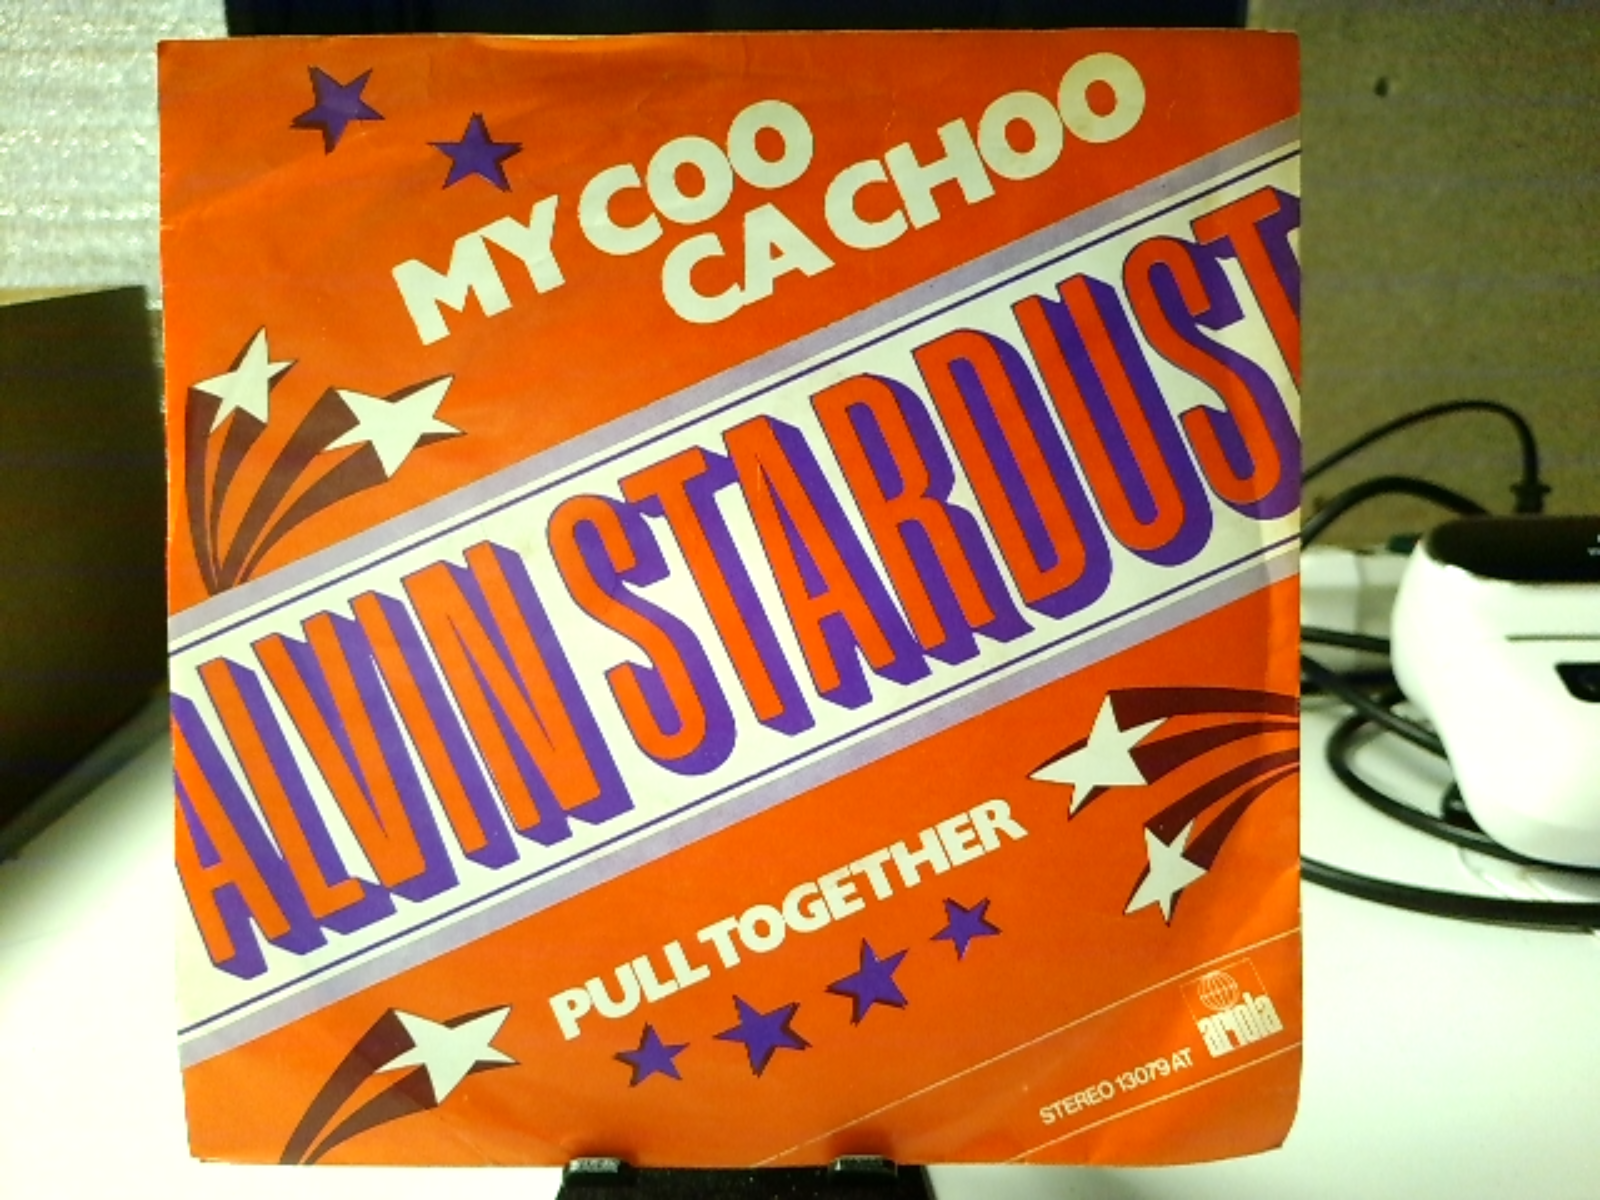 MY COO
CA CHOO
ALVIN STARDUST
PULL TOGETHER
ariola
STEREO 13079 AT